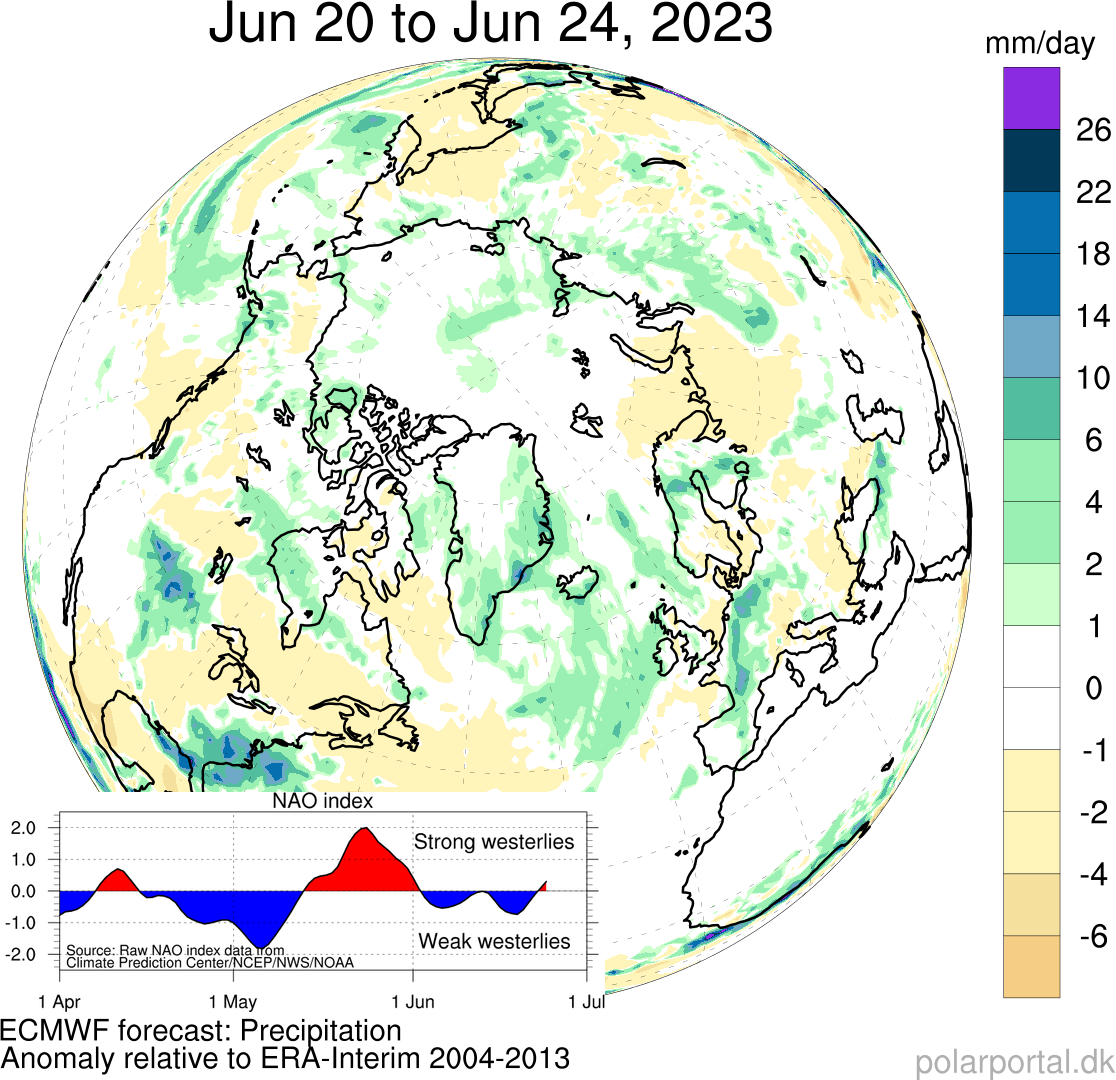 Jun 20 to Jun 24, 2023
mm/day
26
22
18
14
10
6
4
2
1
0
-1
-2
-4
-6
NAO index
2.0
1.0
0.0
-1.0
-2.0
Strong westerlies
Weak westerlies
Source: Raw NAO index data from
Climate Prediction Center/NCEP/NWS/NOAA
1 Apr 1 May 1 Jun 1 Jul
ECMWF forecast: Precipitation
Anomaly relative to ERA-Interim 2004-2013
polarportal.dk